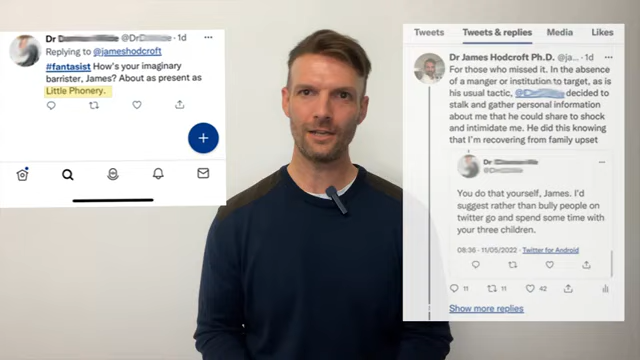 Dr
@Dr
· 1d
Replying to @jameshodcroft
#fantasist How's your imaginary
barrister, James? About as present as
Little Phonery.
Tweets Tweets & replies Media Likes
Dr James Hodcroft Ph.D. @ja... · 1d
For those who missed it. In the absence
of a manger or institution to target, as is
his usual tactic, @ decided to
stalk and gather personal information
about me that he could share to shock
and intimidate me. He did this knowing
that I'm recovering from family upset
Dr
You do that yourself, James. I'd
suggest rather than bully people on
twitter go and spend some time with
your three children.
08:36 · 11/05/2022 · Twitter for Android
11 11 42
Show more replies